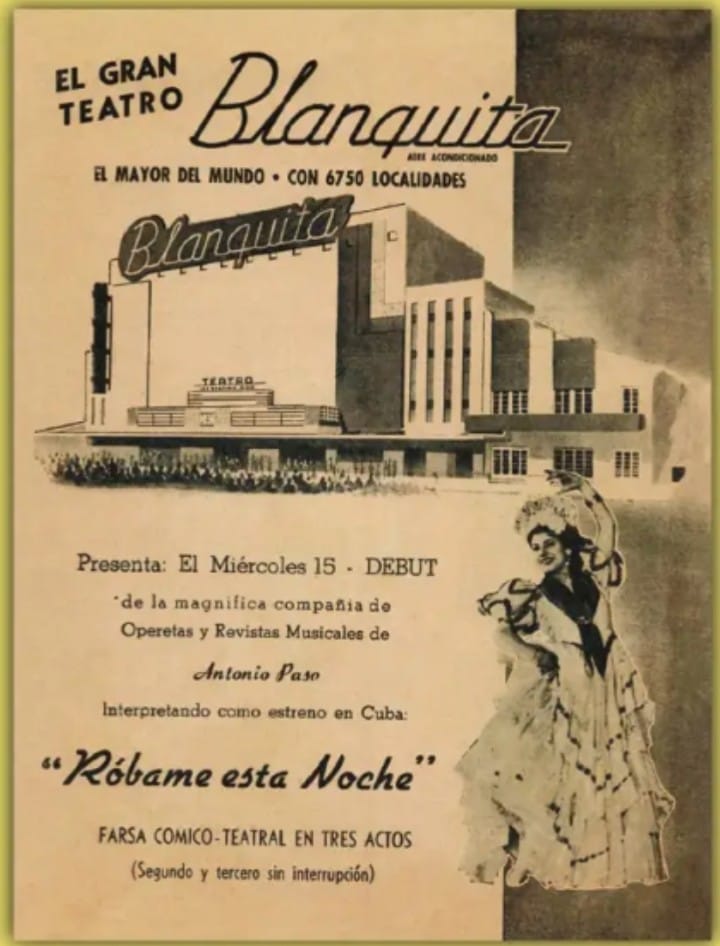 EL GRAN
TEATRO
Blanquita
AIRE ACONDICIONADO
EL MAYOR DEL MUNDO • CON 6750 LOCALIDADES
Blanquita
TEATRO
Presenta: El Miércoles 15 - DEBUT
de la magnifica compañia de
Operetas y Revistas Musicales de
Antonio Paso
Interpretando como estreno en Cuba:
"Róbame esta Noche"
FARSA COMICO-TEATRAL EN TRES ACTOS
(Segundo y tercero sin interrupción)